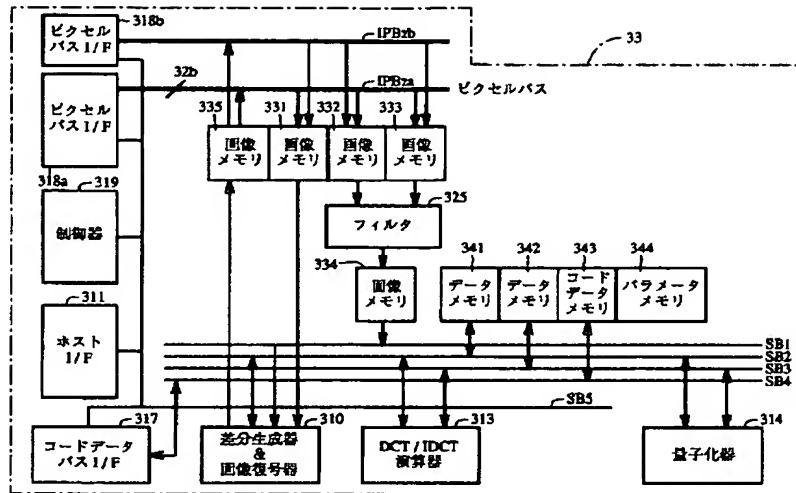 ピクセル
バス I/F
318b
IPBzb
33
32b
IPBza
ピクセルバス
ピクセル
バス I/F
318a
335
331
332
333
画像
メモリ
画像
メモリ
画像
メモリ
画像
メモリ
319
制御器
325
フィルタ
334
画像
メモリ
341
342
343
344
データ
メモリ
データ
メモリ
コード
データ
メモリ
パラメータ
メモリ
311
ホスト
I/F
SB1
SB2
SB3
SB4
SB5
317
コードデータ
バス I/F
310
差分生成器
&
画像復号器
313
DCT / IDCT
演算器
314
量子化器